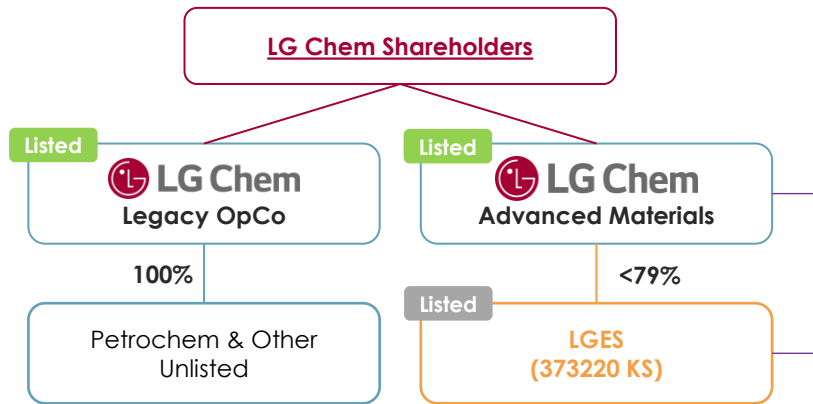 LG Chem Shareholders
Listed
LG Chem
Legacy OpCo
Listed
LG Chem
Advanced Materials
100%
<79%
Petrochem & Other
Unlisted
Listed
LGES
(373220 KS)